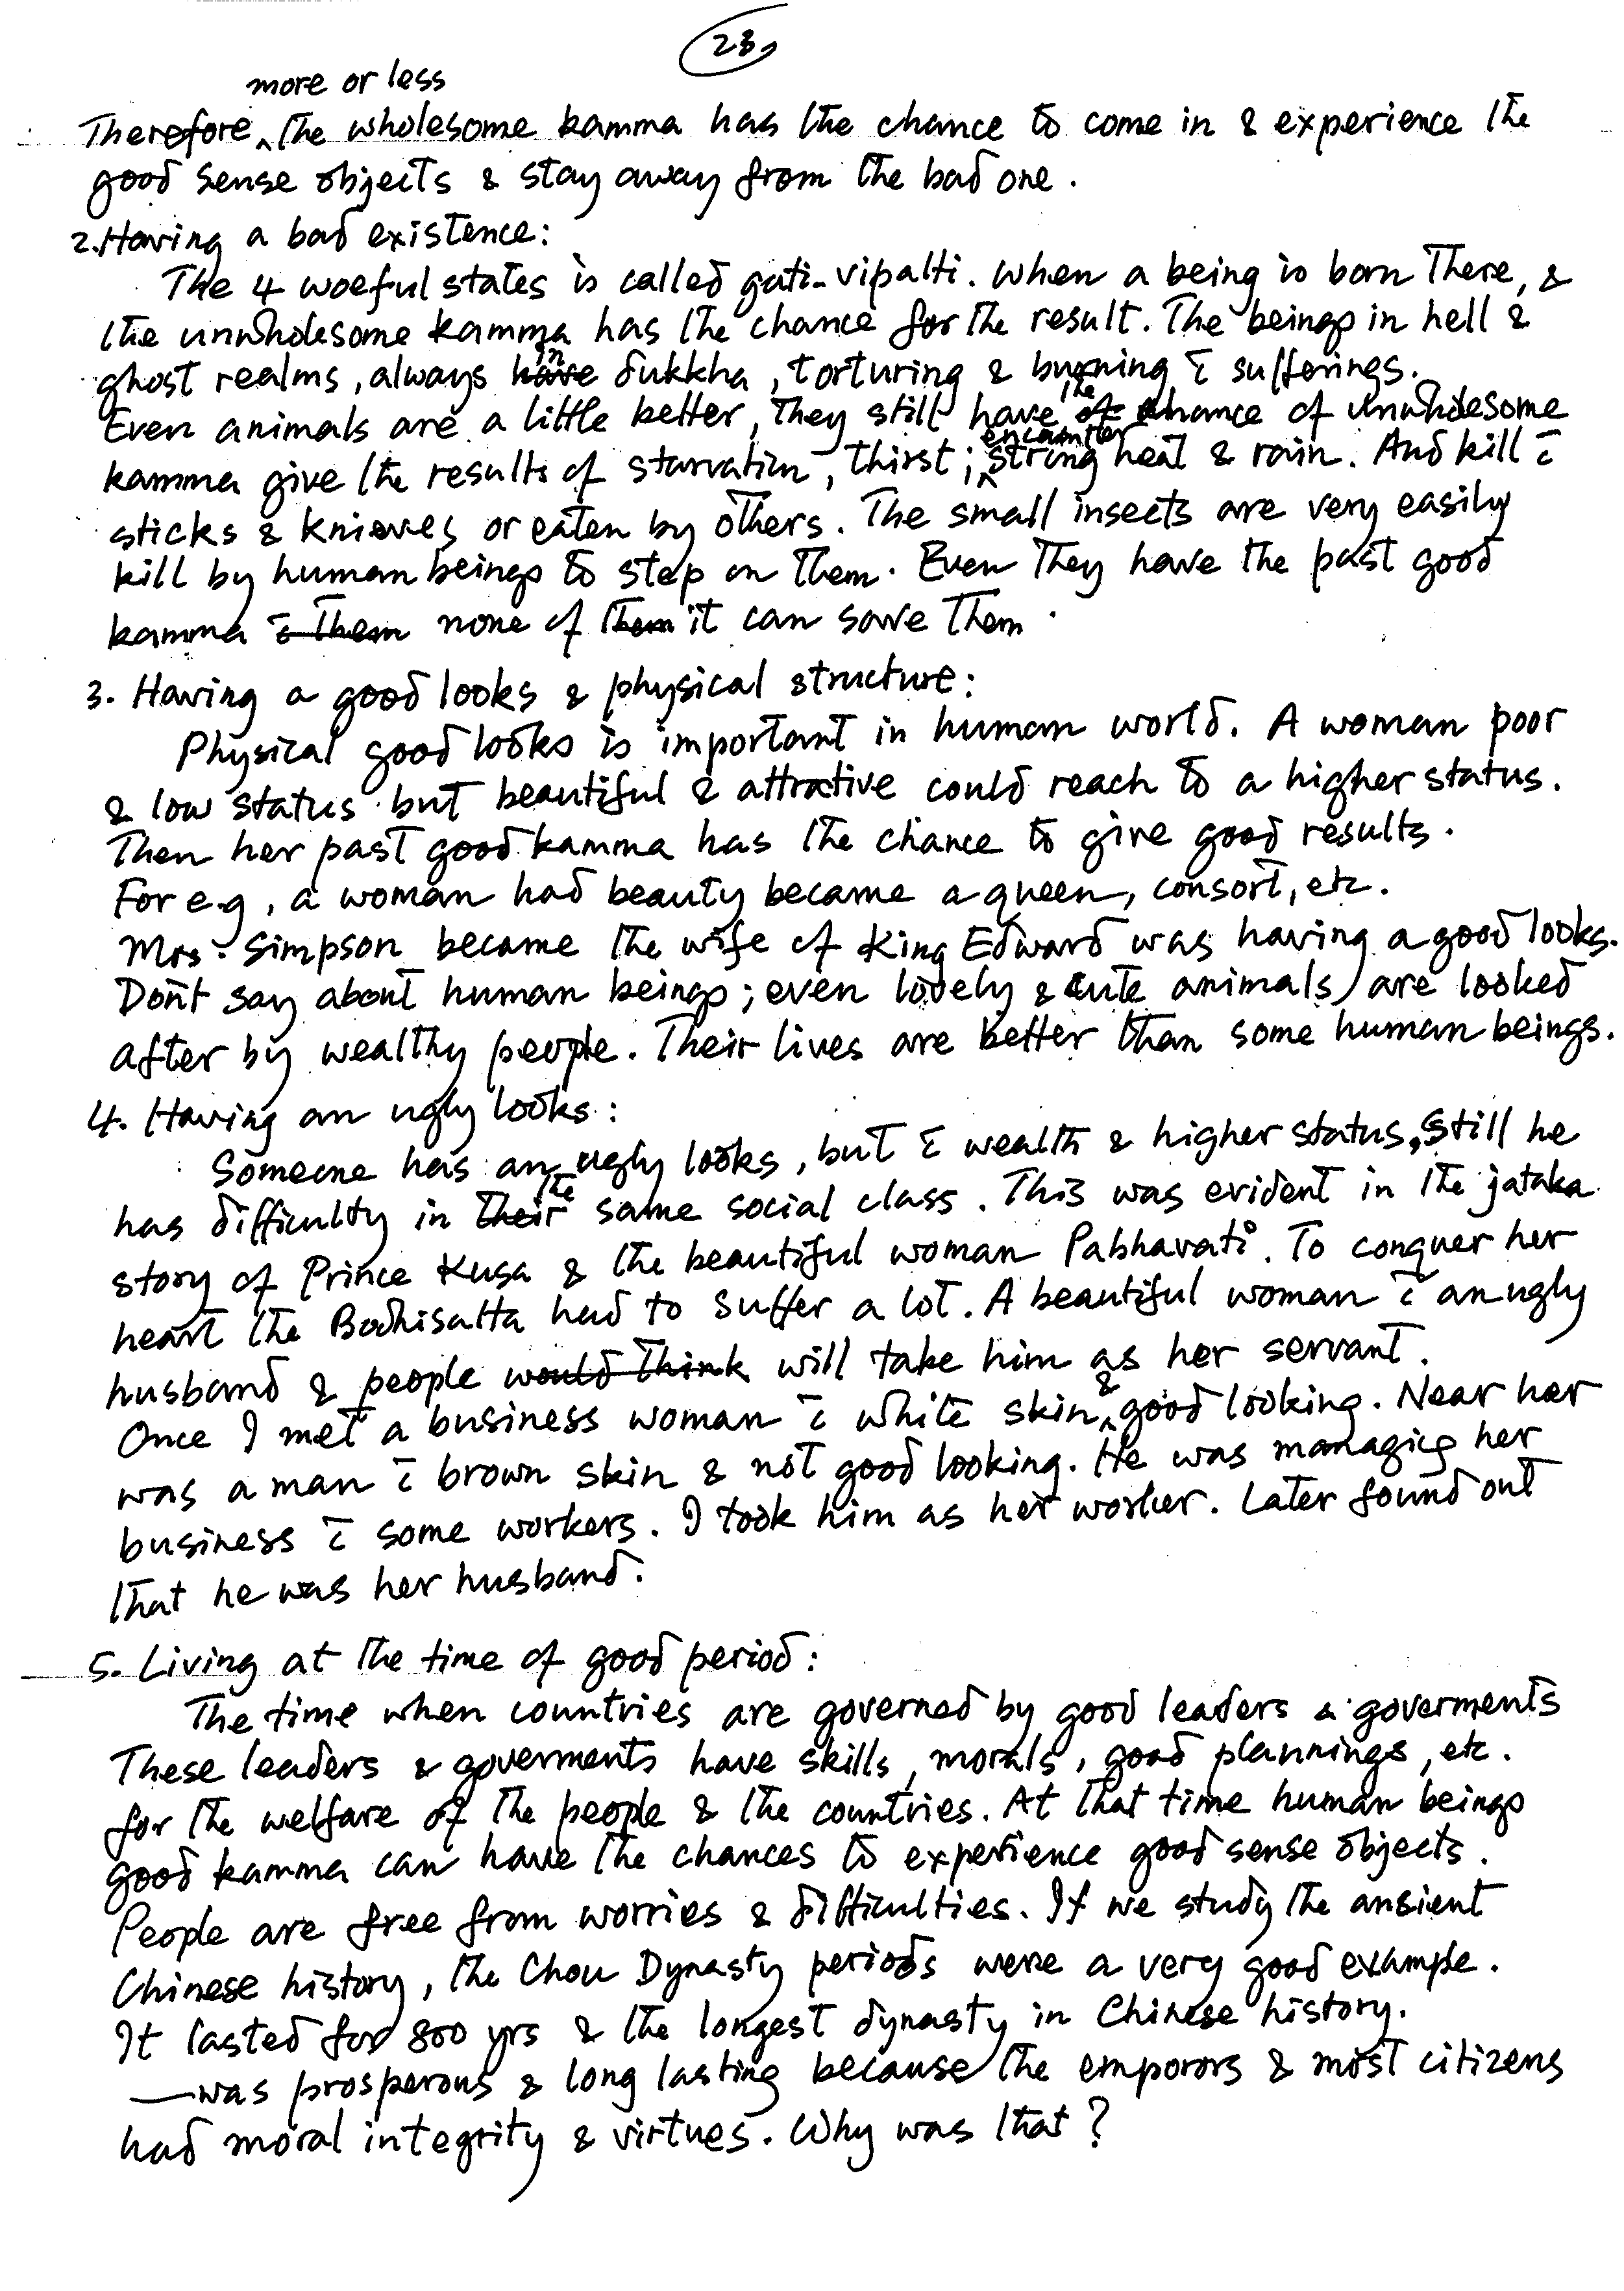 23,
more or less
Therefore ^ the wholesome kamma has the chance to come in & experience the
good sense objects & stay away from the bad one.
2. Having a bad existence:
The 4 woeful states is called gati-vipatti. When a being is born there, &
the unwholesome kamma has the chance for the result. The beings in hell &
ghost realms, always in dukkha, torturing & burning c̄ sufferings.
Even animals are a little better, they still have the chance of unwholesome
kamma give the results of starvation, thirst; encounter strong heat & rain. And kill c̄
sticks & knieves or eaten by others. The small insects are very easily
kill by human beings to step on them. Even they have the past good
kamma none of it can save them.
3. Having a good looks & physical structure:
Physical good looks is important in human world. A woman poor
& low status but beautiful & attractive could reach to a higher status.
Then her past good kamma has the chance to give good results.
For e.g, a woman had beauty became a queen, consort, etc.
Mrs. Simpson became the wife of King Edward was having a good looks.
Don't say about human beings; even lovely & cute animals are looked
after by wealthy people. Their lives are better than some human beings.
4. Having an ugly looks:
Someone has an ugly looks, but c̄ wealth & higher status, still he
has difficulty in the same social class. This was evident in the jataka
story of Prince Kusa & the beautiful woman Pabhavati. To conquer her
heart the Bodhisatta had to suffer a lot. A beautiful woman c̄ an ugly
husband & people will take him as her servant.
Once I met a business woman c̄ white skin & good looking. Near her
was a man c̄ brown skin & not good looking. He was managing her
business c̄ some workers. I took him as her worker. Later found out
that he was her husband.
5. Living at the time of good period:
The time when countries are governed by good leaders & goverments
These leaders & goverments have skills, morals, good plannings, etc.
for the welfare of the people & the countries. At that time human beings
good kamma can have the chances to experience good sense objects.
People are free from worries & difficulties. If we study the ansient
Chinese history, the Chou Dynasty periods were a very good example.
It lasted for 800 yrs & the longest dynasty in Chinese history.
—was prosperous & long lasting because the emporors & most citizens
had moral integrity & virtues. Why was that?